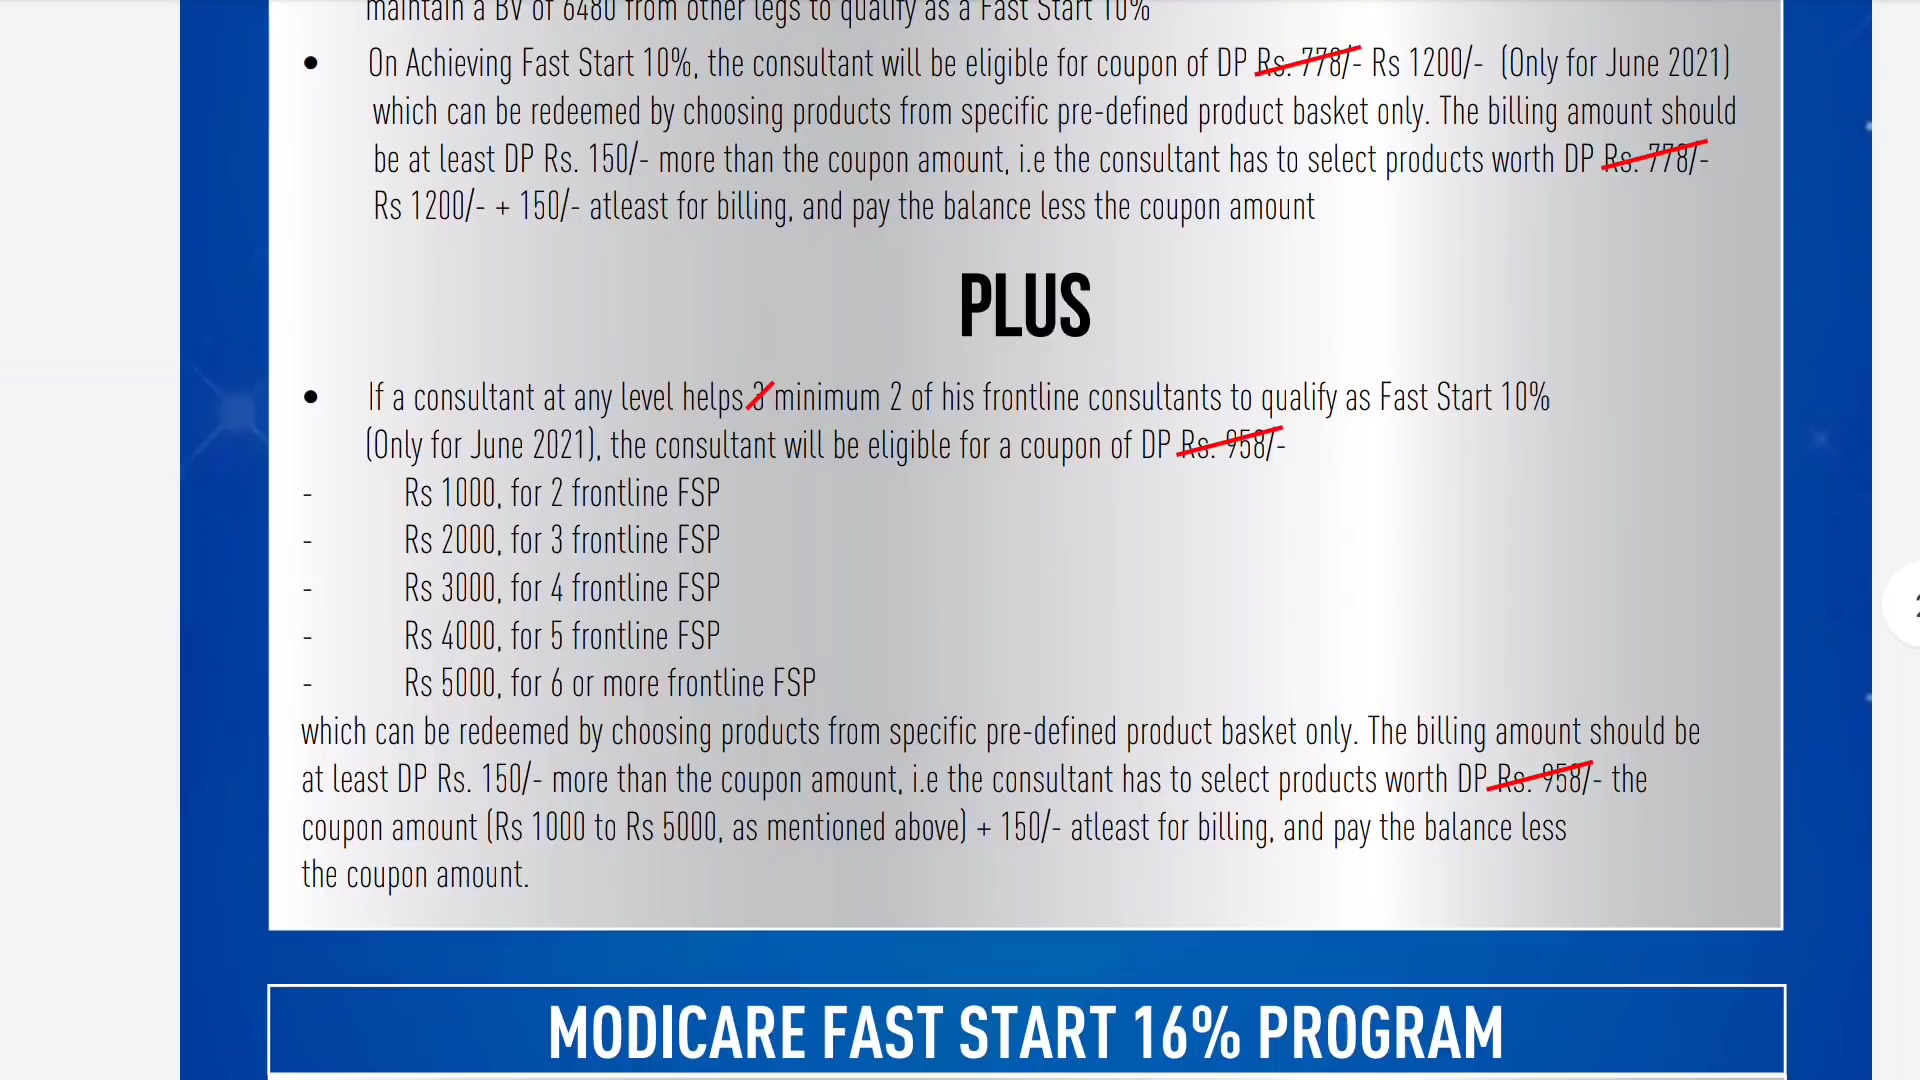 maintain a BV of 6480 from other legs to qualify as a Fast Start 10%
● On Achieving Fast Start 10%, the consultant will be eligible for coupon of DP Rs. 778/- Rs 1200/- (Only for June 2021)
which can be redeemed by choosing products from specific pre-defined product basket only. The billing amount should
be at least DP Rs. 150/- more than the coupon amount, i.e the consultant has to select products worth DP Rs. 778/-
Rs 1200/- + 150/- atleast for billing, and pay the balance less the coupon amount
PLUS
● If a consultant at any level helps 3 minimum 2 of his frontline consultants to qualify as Fast Start 10%
(Only for June 2021), the consultant will be eligible for a coupon of DP Rs. 958/-
- Rs 1000, for 2 frontline FSP
- Rs 2000, for 3 frontline FSP
- Rs 3000, for 4 frontline FSP
- Rs 4000, for 5 frontline FSP
- Rs 5000, for 6 or more frontline FSP
which can be redeemed by choosing products from specific pre-defined product basket only. The billing amount should be
at least DP Rs. 150/- more than the coupon amount, i.e the consultant has to select products worth DP Rs. 958/- the
coupon amount (Rs 1000 to Rs 5000, as mentioned above) + 150/- atleast for billing, and pay the balance less
the coupon amount.
MODICARE FAST START 16% PROGRAM